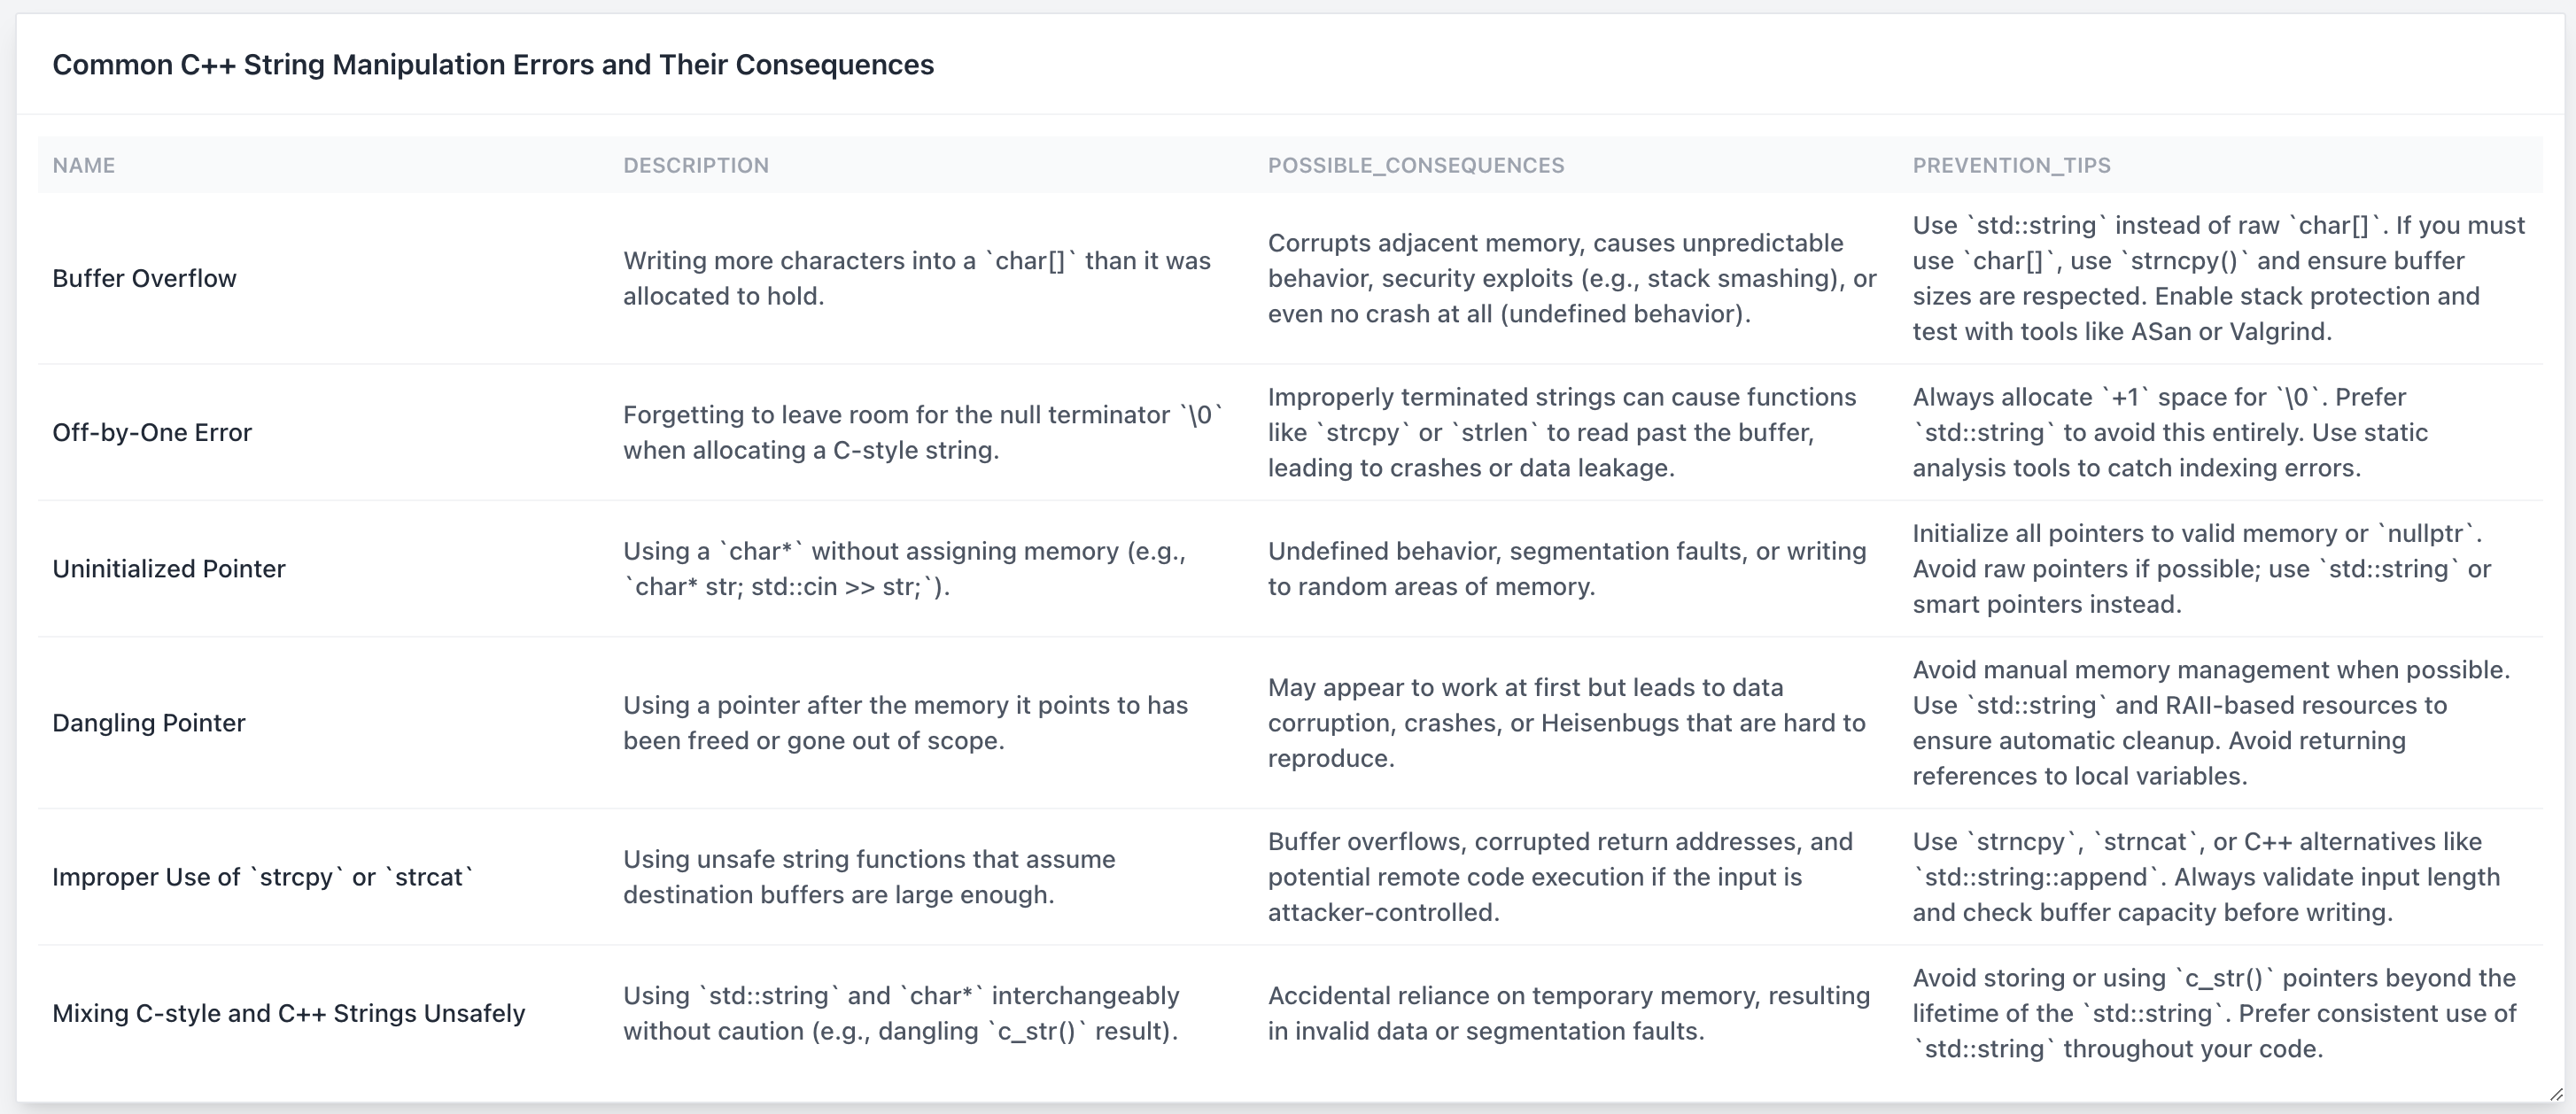 Common C++ String Manipulation Errors and Their Consequences
NAME
DESCRIPTION
POSSIBLE_CONSEQUENCES
PREVENTION_TIPS
Buffer Overflow
Writing more characters into a `char[]` than it was
allocated to hold.
Corrupts adjacent memory, causes unpredictable
behavior, security exploits (e.g., stack smashing), or
even no crash at all (undefined behavior).
Use `std::string` instead of raw `char[]`. If you must
use `char[]`, use `strncpy()` and ensure buffer
sizes are respected. Enable stack protection and
test with tools like ASan or Valgrind.
Off-by-One Error
Forgetting to leave room for the null terminator `\0`
when allocating a C-style string.
Improperly terminated strings can cause functions
like `strcpy` or `strlen` to read past the buffer,
leading to crashes or data leakage.
Always allocate `+1` space for `\0`. Prefer
`std::string` to avoid this entirely. Use static
analysis tools to catch indexing errors.
Uninitialized Pointer
Using a `char*` without assigning memory (e.g.,
`char* str; std::cin >> str;`).
Undefined behavior, segmentation faults, or writing
to random areas of memory.
Initialize all pointers to valid memory or `nullptr`.
Avoid raw pointers if possible; use `std::string` or
smart pointers instead.
Dangling Pointer
Using a pointer after the memory it points to has
been freed or gone out of scope.
May appear to work at first but leads to data
corruption, crashes, or Heisenbugs that are hard to
reproduce.
Avoid manual memory management when possible.
Use `std::string` and RAII-based resources to
ensure automatic cleanup. Avoid returning
references to local variables.
Improper Use of `strcpy` or `strcat`
Using unsafe string functions that assume
destination buffers are large enough.
Buffer overflows, corrupted return addresses, and
potential remote code execution if the input is
attacker-controlled.
Use `strncpy`, `strncat`, or C++ alternatives like
`std::string::append`. Always validate input length
and check buffer capacity before writing.
Mixing C-style and C++ Strings Unsafely
Using `std::string` and `char*` interchangeably
without caution (e.g., dangling `c_str()` result).
Accidental reliance on temporary memory, resulting
in invalid data or segmentation faults.
Avoid storing or using `c_str()` pointers beyond the
lifetime of the `std::string`. Prefer consistent use of
`std::string` throughout your code.